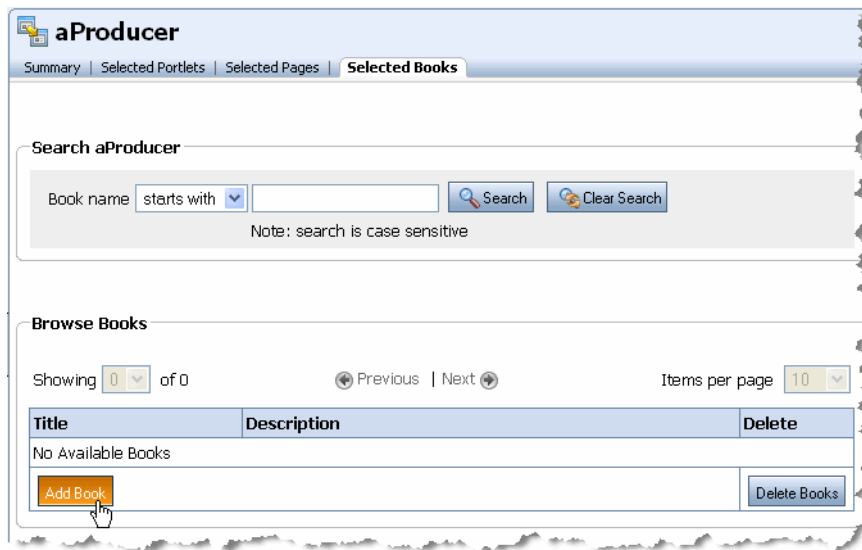 aProducer
Summary | Selected Portlets | Selected Pages | Selected Books
Search aProducer
Book name starts with Search Clear Search
Note: search is case sensitive
Browse Books
Showing 0 of 0 Previous | Next Items per page 10
Title Description Delete
No Available Books
Add Book Delete Books